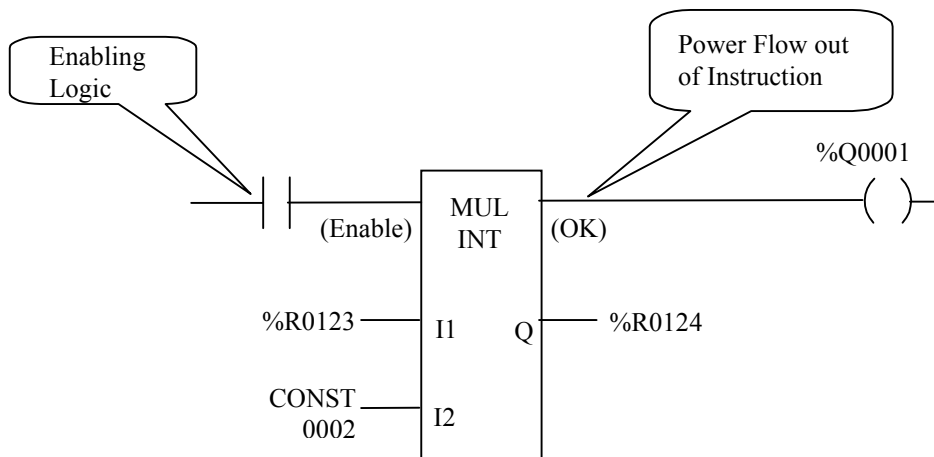 Enabling
Logic
Power Flow out
of Instruction
%Q0001
(Enable)
MUL
INT
(OK)
%R0123
I1
Q
%R0124
CONST
0002
I2